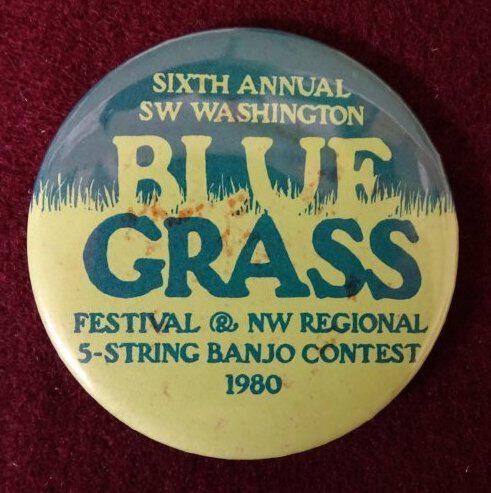 SIXTH ANNUAL
SW WASHINGTON
BLUE
GRASS
FESTIVAL @ NW REGIONAL
5-STRING BANJO CONTEST
1980